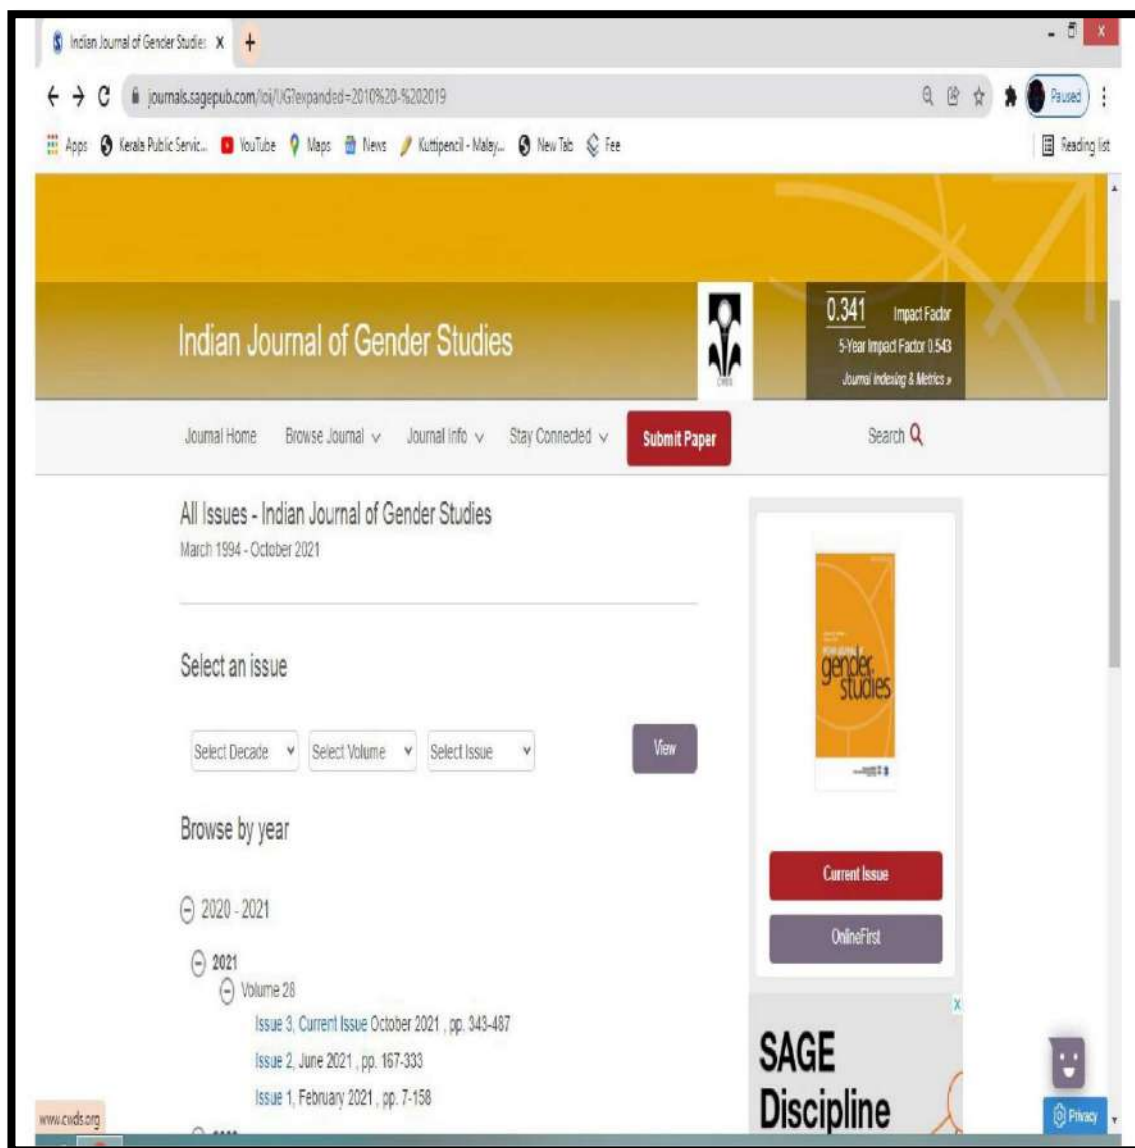 Indian Journal of Gender Studies X +
journals.sagepub.com/loi/IJG?expanded=2010%20-%202019
Paused
Apps Kerala Public Servic... YouTube Maps News Kuttipencil - Malay... New Tab Fee Reading list
Indian Journal of Gender Studies
CWDS
0.341 Impact Factor
5-Year Impact Factor 0.543
Journal Indexing & Metrics »
Journal Home Browse Journal Journal Info Stay Connected Submit Paper Search
All Issues - Indian Journal of Gender Studies
March 1994 - October 2021
Select an issue
Select Decade Select Volume Select Issue View
Browse by year
2020 - 2021
2021
Volume 28
Issue 3, Current Issue October 2021 , pp. 343-487
Issue 2, June 2021 , pp. 167-333
Issue 1, February 2021 , pp. 7-158
gender
studies
Current Issue
OnlineFirst
X
SAGE
Discipline
Privacy
www.cwds.org